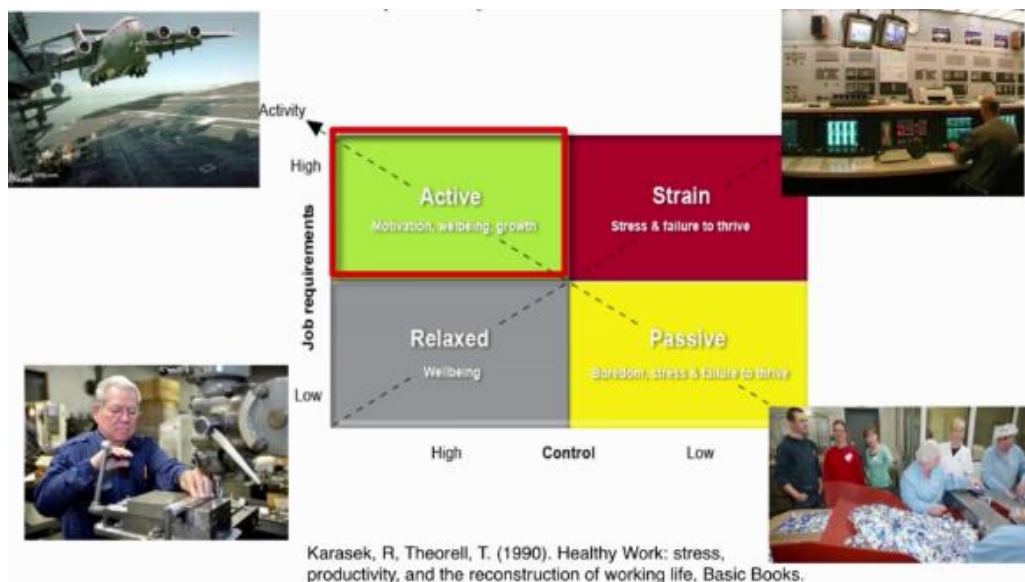 Activity
High
Active
Motivation, welbeing, growth
Strain
Stress & failure to thrive
Job requirements
Relaxed
Wellbeing
Passive
Boredom, stress & failure to thrive
Low
High
Control
Low
Karasek, R, Theorell, T. (1990). Healthy Work: stress,
productivity, and the reconstruction of working life, Basic Books.